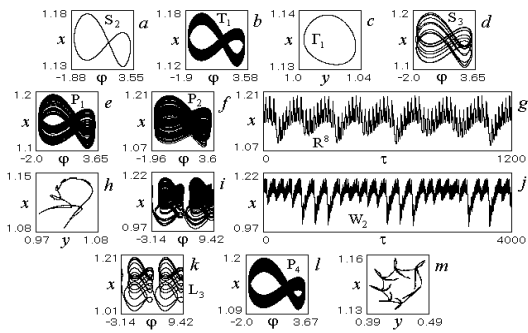 1.18 S₂ a
x
1.13
-1.88 φ 3.55
1.18 T₁ b
x
1.12
-1.9 φ 3.58
1.14 c
x Γ₁
1.13
1.0 y 1.04
1.2 S₃ d
x
1.1
-2.0 φ 3.65
1.2 P₁ e
x
1.1
-2.0 φ 3.65
1.2 P₂ f
x
1.1
-1.96 φ 3.6
1.21 g
x
R⁸
1.07
0 τ 1200
1.15 h
x
1.08
0.97 y 1.08
1.22 i
x
0.97
-3.14 φ 9.42
1.22 j
x
W₂
0.97
0 τ 4000
1.21 k
x L₃
1.01
-3.14 φ 9.42
1.2 P₄ l
x
1.1
-2.0 φ 3.67
1.16 m
x
1.13
0.39 y 0.49